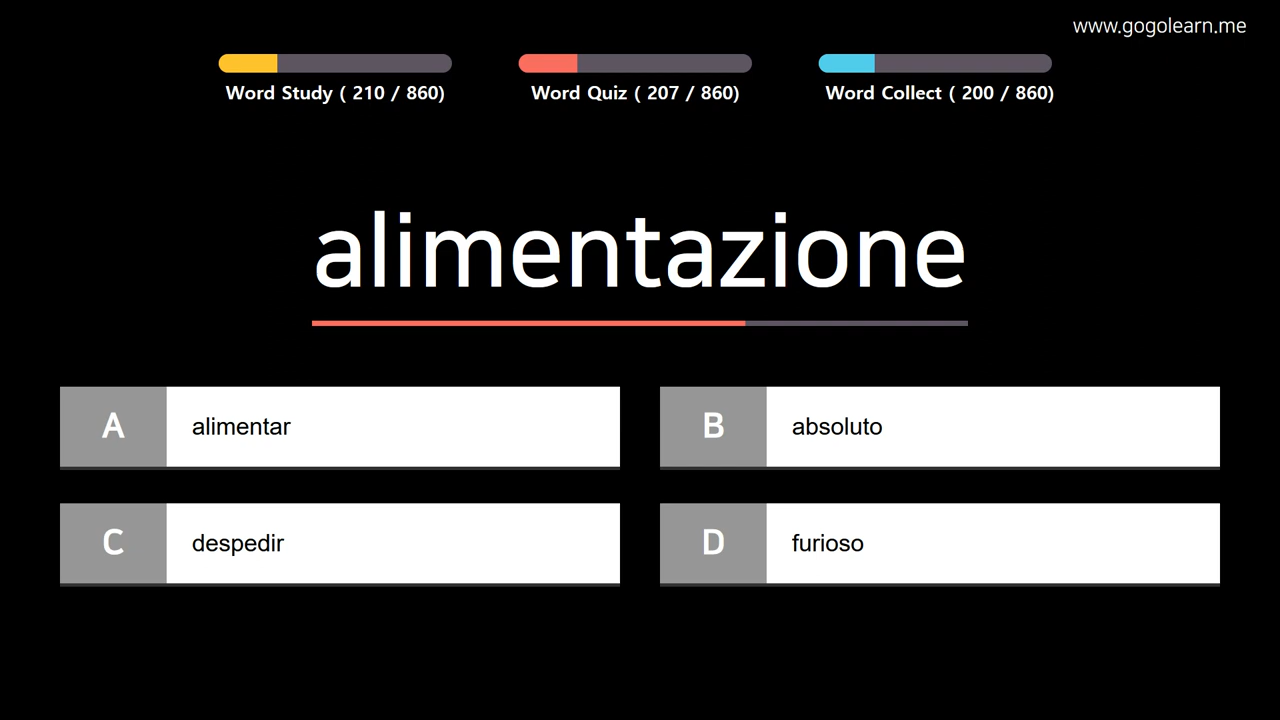 www.gogolearn.me
Word Study ( 210 / 860)
Word Quiz ( 207 / 860)
Word Collect ( 200 / 860)
alimentazione
A alimentar
B absoluto
C despedir
D furioso